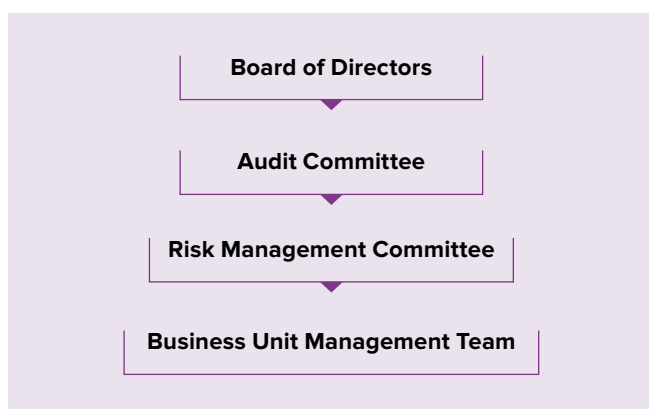 Board of Directors
Audit Committee
Risk Management Committee
Business Unit Management Team